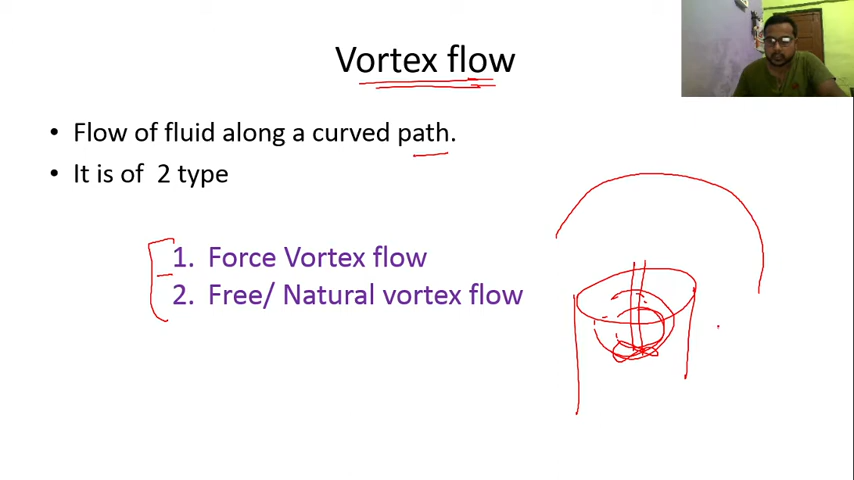 Vortex flow
• Flow of fluid along a curved path.
• It is of 2 type
1. Force Vortex flow
2. Free/ Natural vortex flow